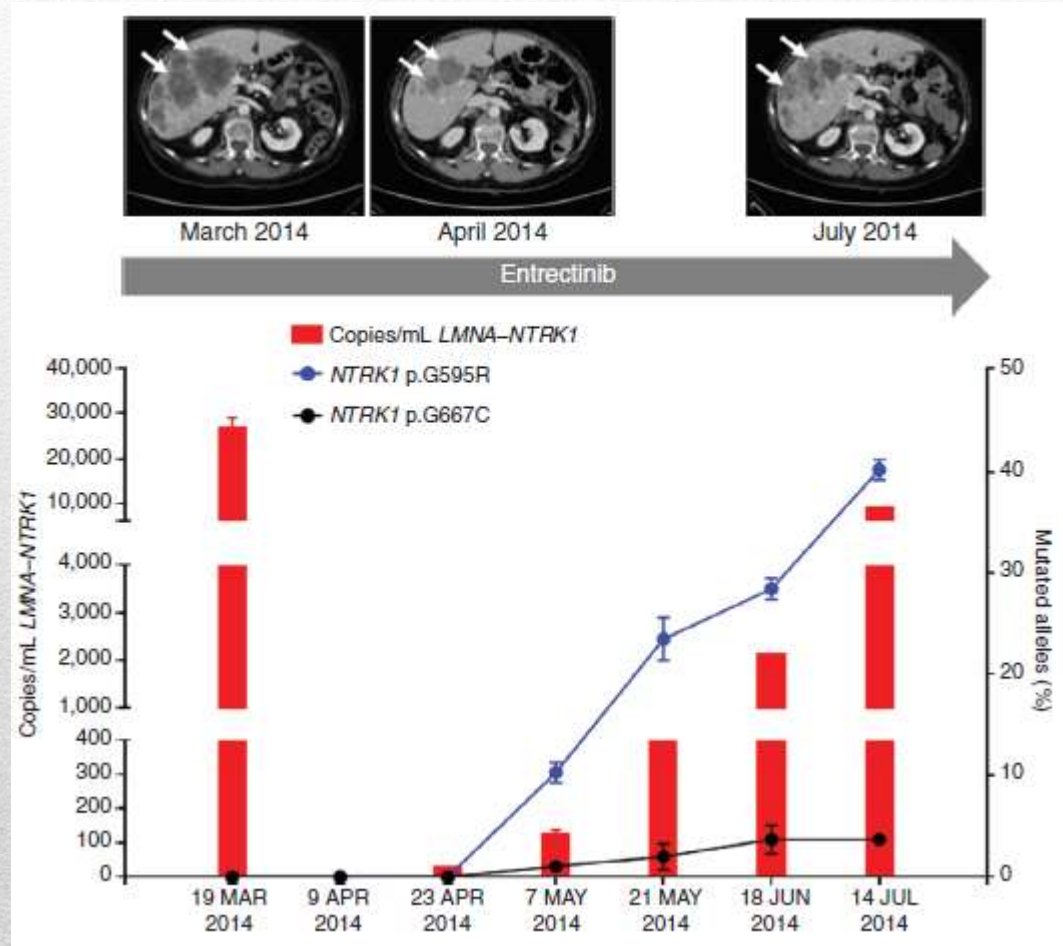 March 2014
April 2014
July 2014
Entrectinib
Copies/mL LMNA–NTRK1
NTRK1 p.G595R
NTRK1 p.G667C
Copies/mL LMNA–NTRK1
40,000
30,000
20,000
10,000
4,000
3,000
2,000
1,000
400
300
200
100
0
50
40
30
20
10
0
Mutated alleles (%)
19 MAR 9 APR 23 APR 7 MAY 21 MAY 18 JUN 14 JUL
2014 2014 2014 2014 2014 2014 2014